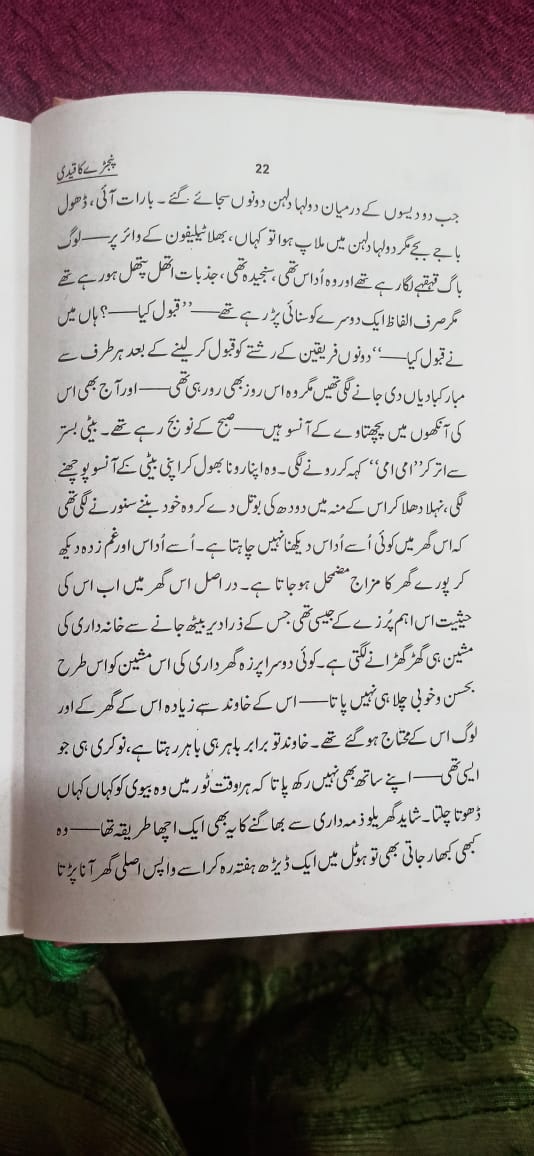 پنجڑے کا قیدی
22
جب دو دیسوں کے درمیان دولہا دلہن دونوں سجائے گئے۔ بارات آئی، ڈھول
باجے بجے مگر دولہا دلہن میں ملاپ ہوا تو کہاں، بھلا ٹیلیفون کے وائر پر —— لوگ
باگ قہقہے لگا رہے تھے اور وہ اُداس تھی، سنجیدہ تھی، جذبات اتھل پتھل ہو رہے تھے
مگر صرف الفاظ ایک دوسرے کو سنائی پڑ رہے تھے —— ’’قبول کیا ——؟ ہاں میں
نے قبول کیا ——‘‘ دونوں فریقین کے رشتے کو قبول کر لینے کے بعد ہر طرف سے
مبارکبادیاں دی جانے لگی تھیں مگر وہ اس روز بھی رو رہی تھی —— اور آج بھی اس
کی آنکھوں میں پچھتاوے کے آنسو ہیں —— صبح کے نو بج رہے تھے۔ بیٹی بستر
سے اتر کر ’’امی امی‘‘ کہہ کر رونے لگی۔ وہ اپنا رونا بھول کر اپنی بیٹی کے آنسو پوچھنے
لگی، نہلا دھلا کر اس کے منہ میں دودھ کی بوتل دے کر وہ خود بننے سنورنے لگی تھی
کہ اس گھر میں کوئی اُسے اُداس دیکھنا نہیں چاہتا ہے۔ اُسے اُداس اور غم زدہ دیکھ
کر پورے گھر کا مزاج مضمحل ہو جاتا ہے۔ در اصل اس گھر میں اب اس کی
حیثیت اس اہم پُرزے کے جیسی تھی جس کے ذرا دیر بیٹھ جانے سے خانہ داری کی
مشین ہی گھڑ گھڑانے لگتی ہے۔ کوئی دوسرا پرزہ گھر داری کی اس مشین کو اس طرح
بحسن و خوبی چلا ہی نہیں پاتا —— اس کے خاوند سے زیادہ اس کے گھر کے اور
لوگ اس کے محتاج ہو گئے تھے۔ خاوند تو برابر باہر ہی باہر رہتا ہے، نوکری ہی جو
ایسی تھی —— اپنے ساتھ بھی نہیں رکھ پاتا کہ ہر وقت ٹور میں وہ بیوی کو کہاں کہاں
ڈھوتا چلتا۔ شاید گھریلو ذمہ داری سے بھاگنے کا یہ بھی ایک اچھا طریقہ تھا —— وہ
کبھی کبھار جاتی بھی تو ہوٹل میں ایک ڈیڑھ ہفتہ رہ کر اسے واپس اصلی گھر آنا پڑتا